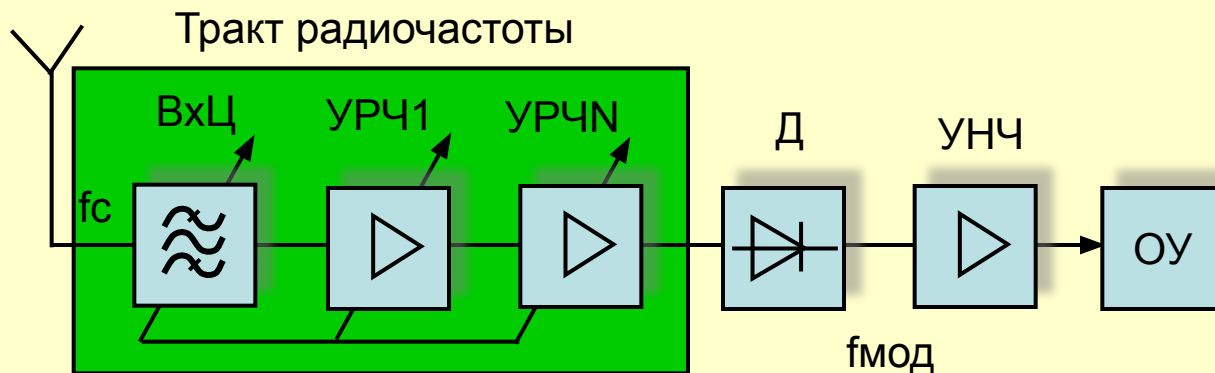 Тракт радиочастоты
ВхЦ
УРЧ1
УРЧN
Д
УНЧ
fc
ОУ
fмод